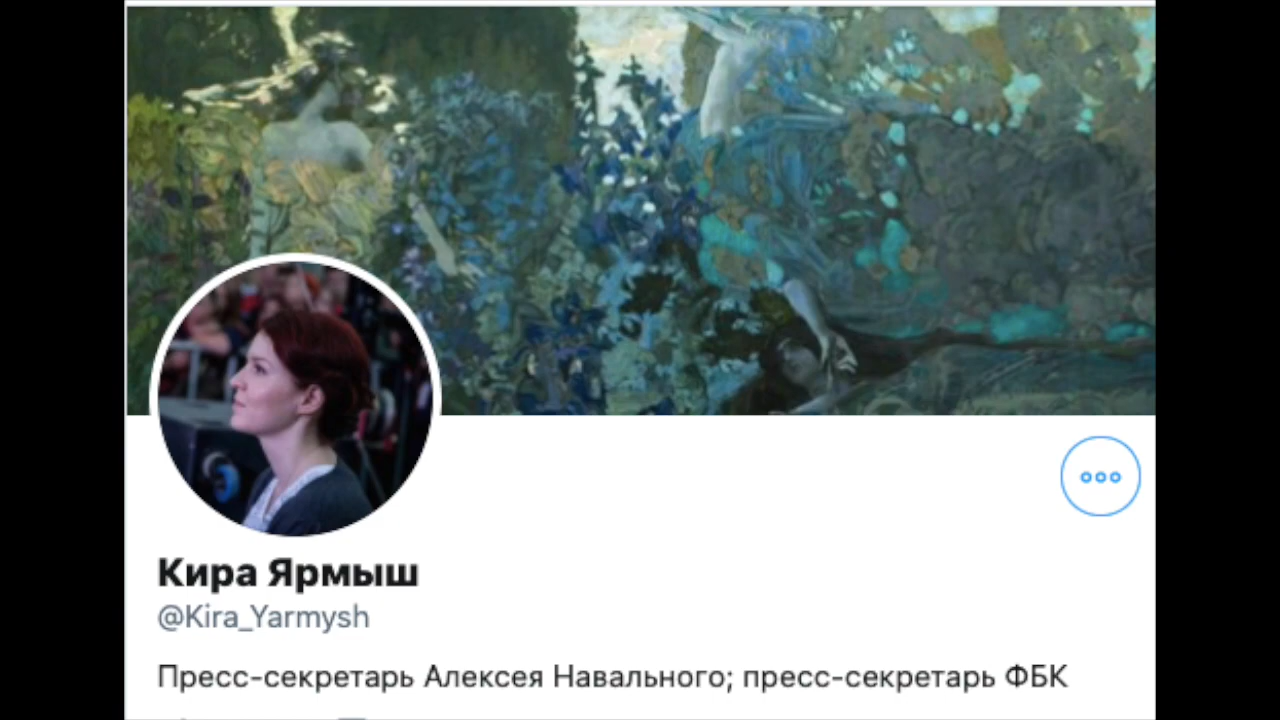 Кира Ярмыш
@Kira_Yarmysh
Пресс-секретарь Алексея Навального; пресс-секретарь ФБК